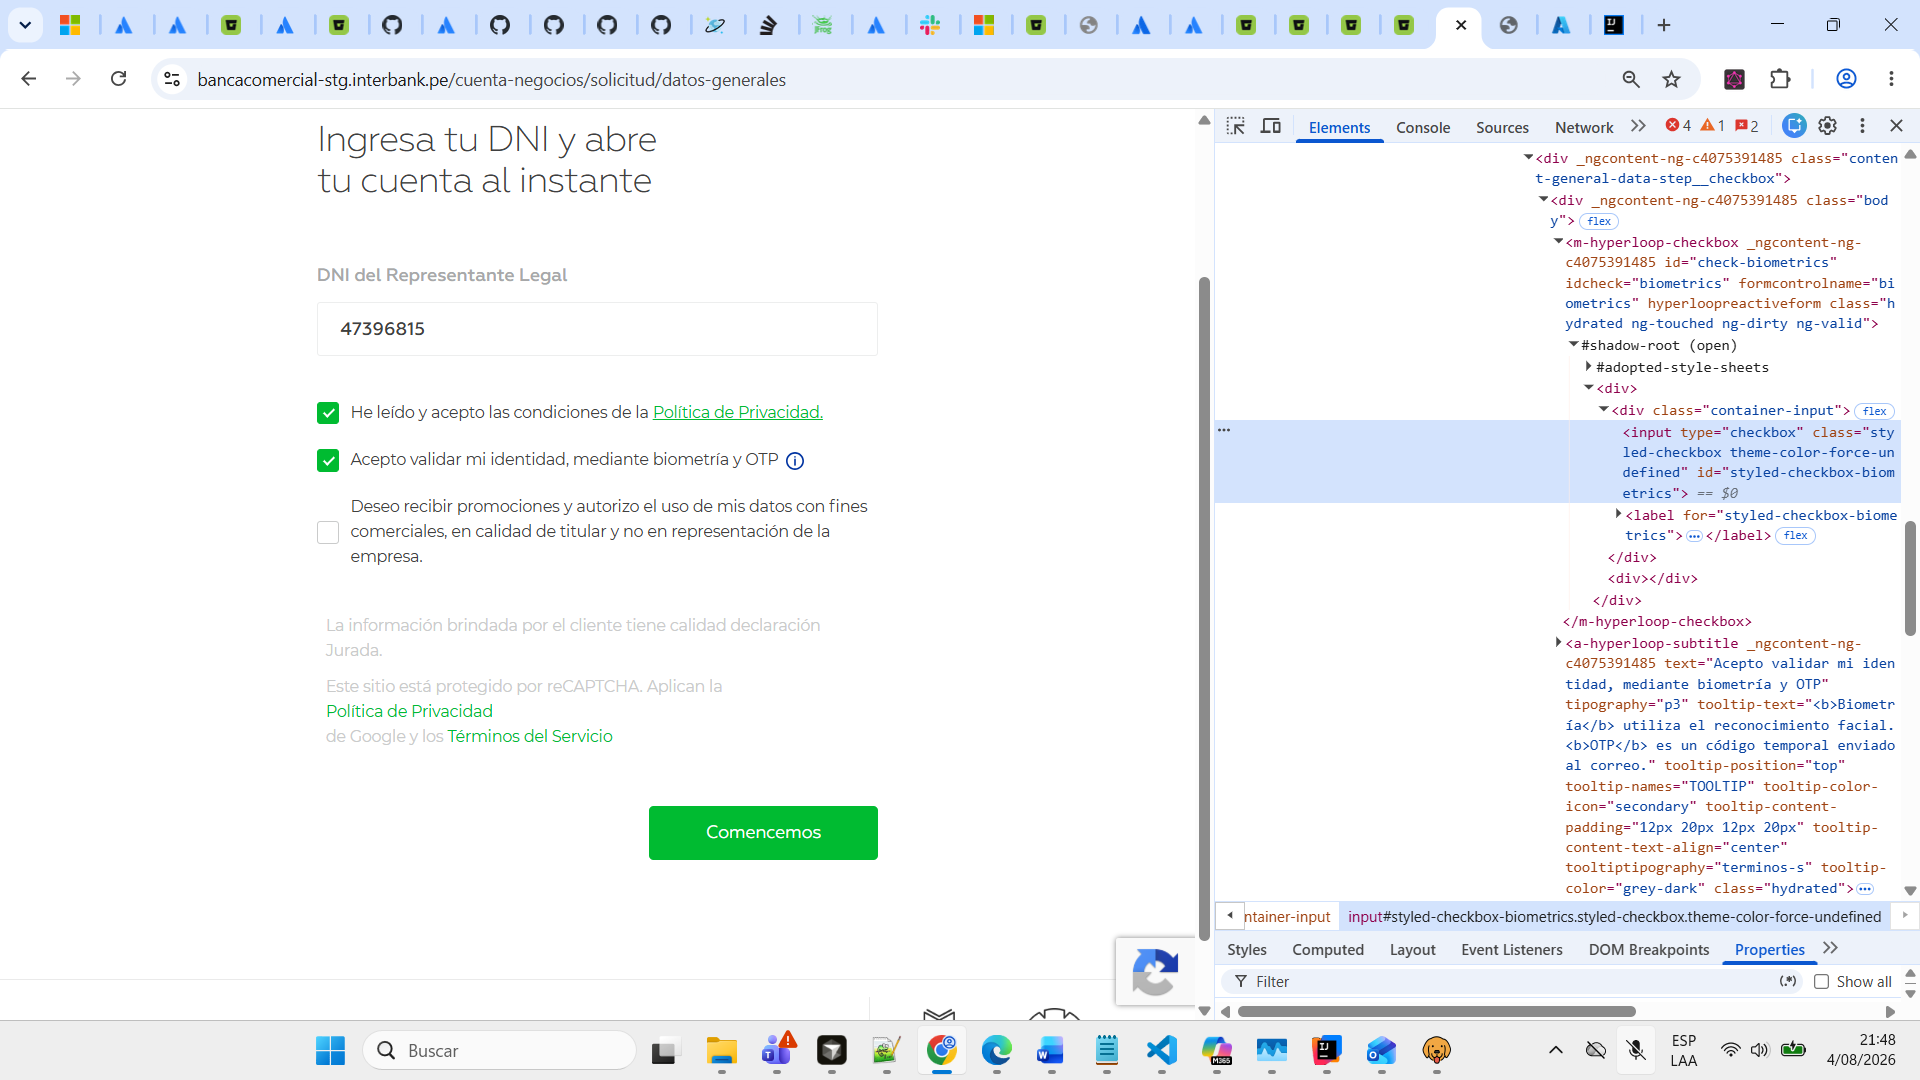 bancacomercial-stg.interbank.pe/cuenta-negocios/solicitud/datos-generales
Ingresa tu DNI y abre
tu cuenta al instante
DNI del Representante Legal
47396815
He leído y acepto las condiciones de la Política de Privacidad.
Acepto validar mi identidad, mediante biometría y OTP
Deseo recibir promociones y autorizo el uso de mis datos con fines
comerciales, en calidad de titular y no en representación de la
empresa.
La información brindada por el cliente tiene calidad declaración
Jurada.
Este sitio está protegido por reCAPTCHA. Aplican la
Política de Privacidad
de Google y los Términos del Servicio
Comencemos
Elements Console Sources Network 4 1 2
<div _ngcontent-ng-c4075391485 class="conten
t-general-data-step__checkbox">
<div _ngcontent-ng-c4075391485 class="bod
y"> flex
<m-hyperloop-checkbox _ngcontent-ng-
c4075391485 id="check-biometrics"
idcheck="biometrics" formcontrolname="bi
ometrics" hyperloopreactiveform class="h
ydrated ng-touched ng-dirty ng-valid">
#shadow-root (open)
#adopted-style-sheets
<div>
<div class="container-input"> flex
<input type="checkbox" class="sty
led-checkbox theme-color-force-un
defined" id="styled-checkbox-biom
etrics"> == $0
<label for="styled-checkbox-biome
trics"> … </label> flex
</div>
<div></div>
</div>
</m-hyperloop-checkbox>
<a-hyperloop-subtitle _ngcontent-ng-
c4075391485 text="Acepto validar mi iden
tidad, mediante biometría y OTP"
tipography="p3" tooltip-text="<b>Biometr
ía</b> utiliza el reconocimiento facial.
<b>OTP</b> es un código temporal enviado
al correo." tooltip-position="top"
tooltip-names="TOOLTIP" tooltip-color-
icon="secondary" tooltip-content-
padding="12px 20px 12px 20px" tooltip-
content-text-align="center"
tooltiptipography="terminos-s" tooltip-
color="grey-dark" class="hydrated"> …
ntainer-input input#styled-checkbox-biometrics.styled-checkbox.theme-color-force-undefined
Styles Computed Layout Event Listeners DOM Breakpoints Properties
Filter (.*) Show all
Buscar
M365
ESP
LAA
21:48
4/08/2026